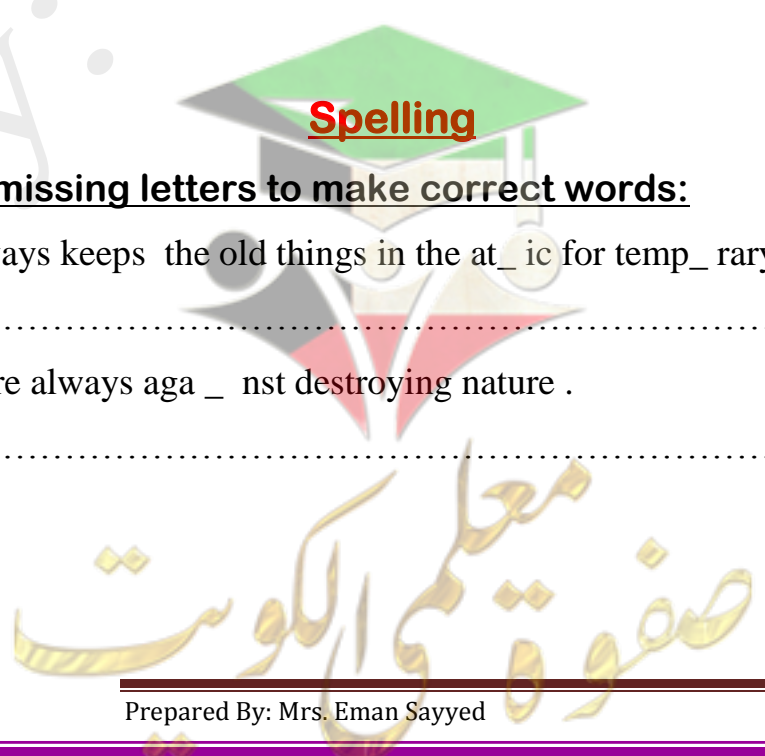 Spelling
missing letters to make correct words:
ays keeps the old things in the at_ ic for temp_ rary
………………………………………………………………
re always aga _ nst destroying nature .
………………………………………………………………
صفوة معلمي الكويت
Prepared By: Mrs. Eman Sayyed